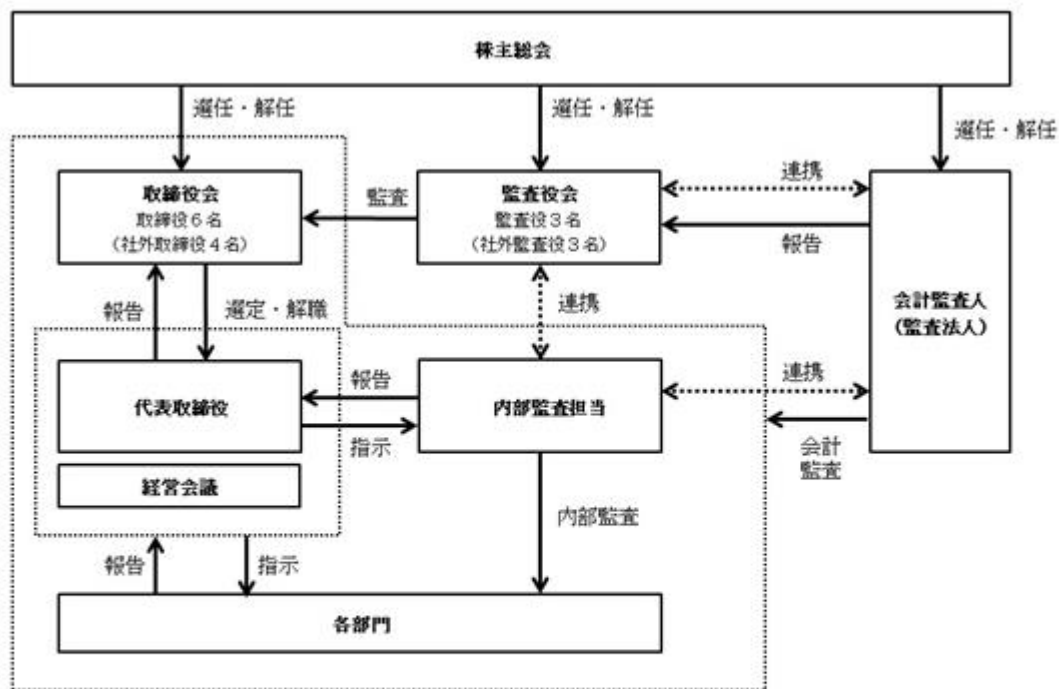 株主総会
選任・解任
選任・解任
選任・解任
取締役会
取締役6名
(社外取締役4名)
監査
監査役会
監査役3名
(社外監査役3名)
連携
報告
会計監査人
(監査法人)
報告
選定・解職
連携
代表取締役
報告
指示
内部監査担当
連携
会計
監査
経営会議
内部監査
報告
指示
各部門